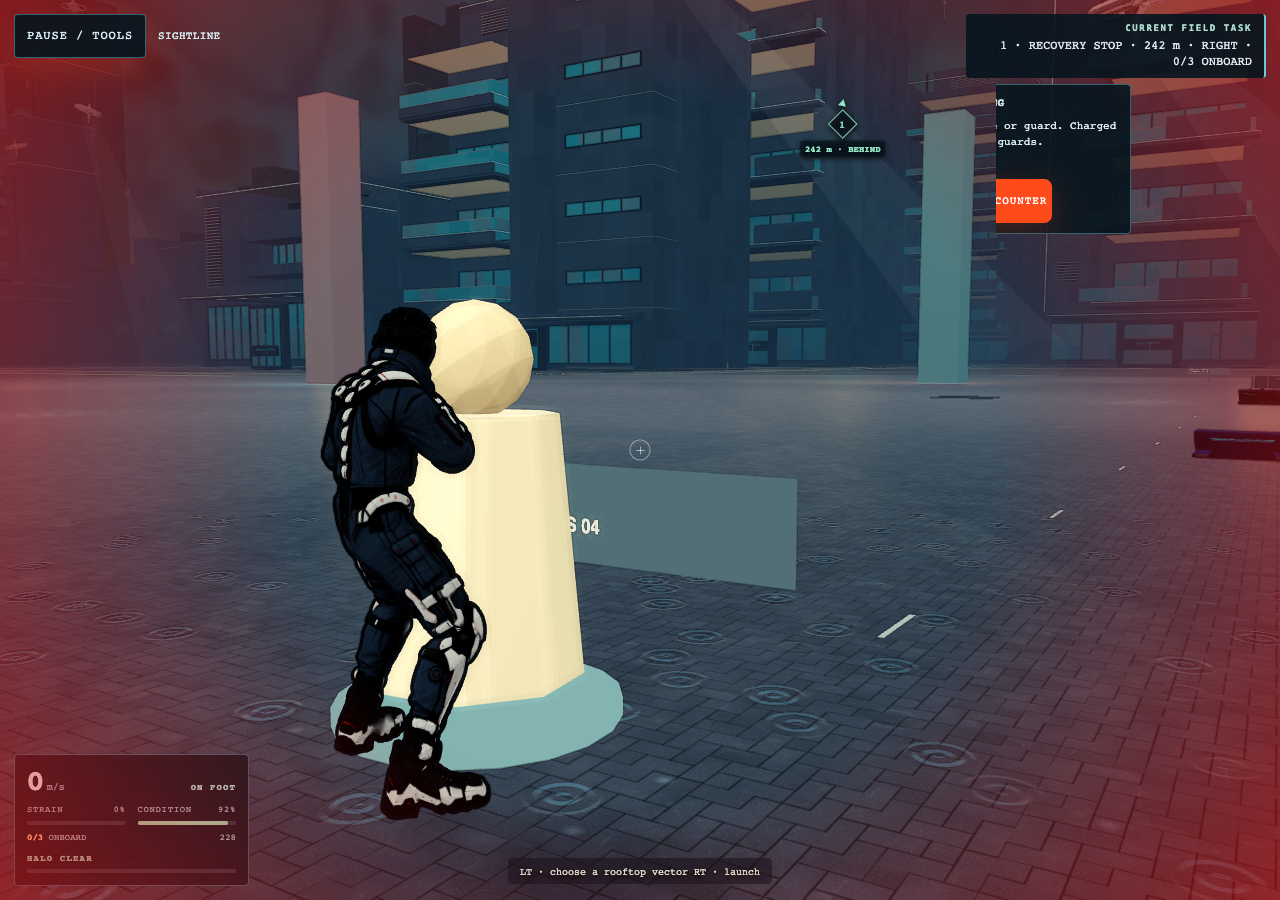 PAUSE / TOOLS
SIGHTLINE
CURRENT FIELD TASK
1 · RECOVERY STOP · 242 m · RIGHT ·
0/3 ONBOARD
or guard. Charged
guards.
COUNTER
1
242 m · BEHIND
S 04
0 m/s
ON FOOT
STRAIN 0% CONDITION 92%
0/3 ONBOARD 228
HALO CLEAR
LT · choose a rooftop vector RT · launch